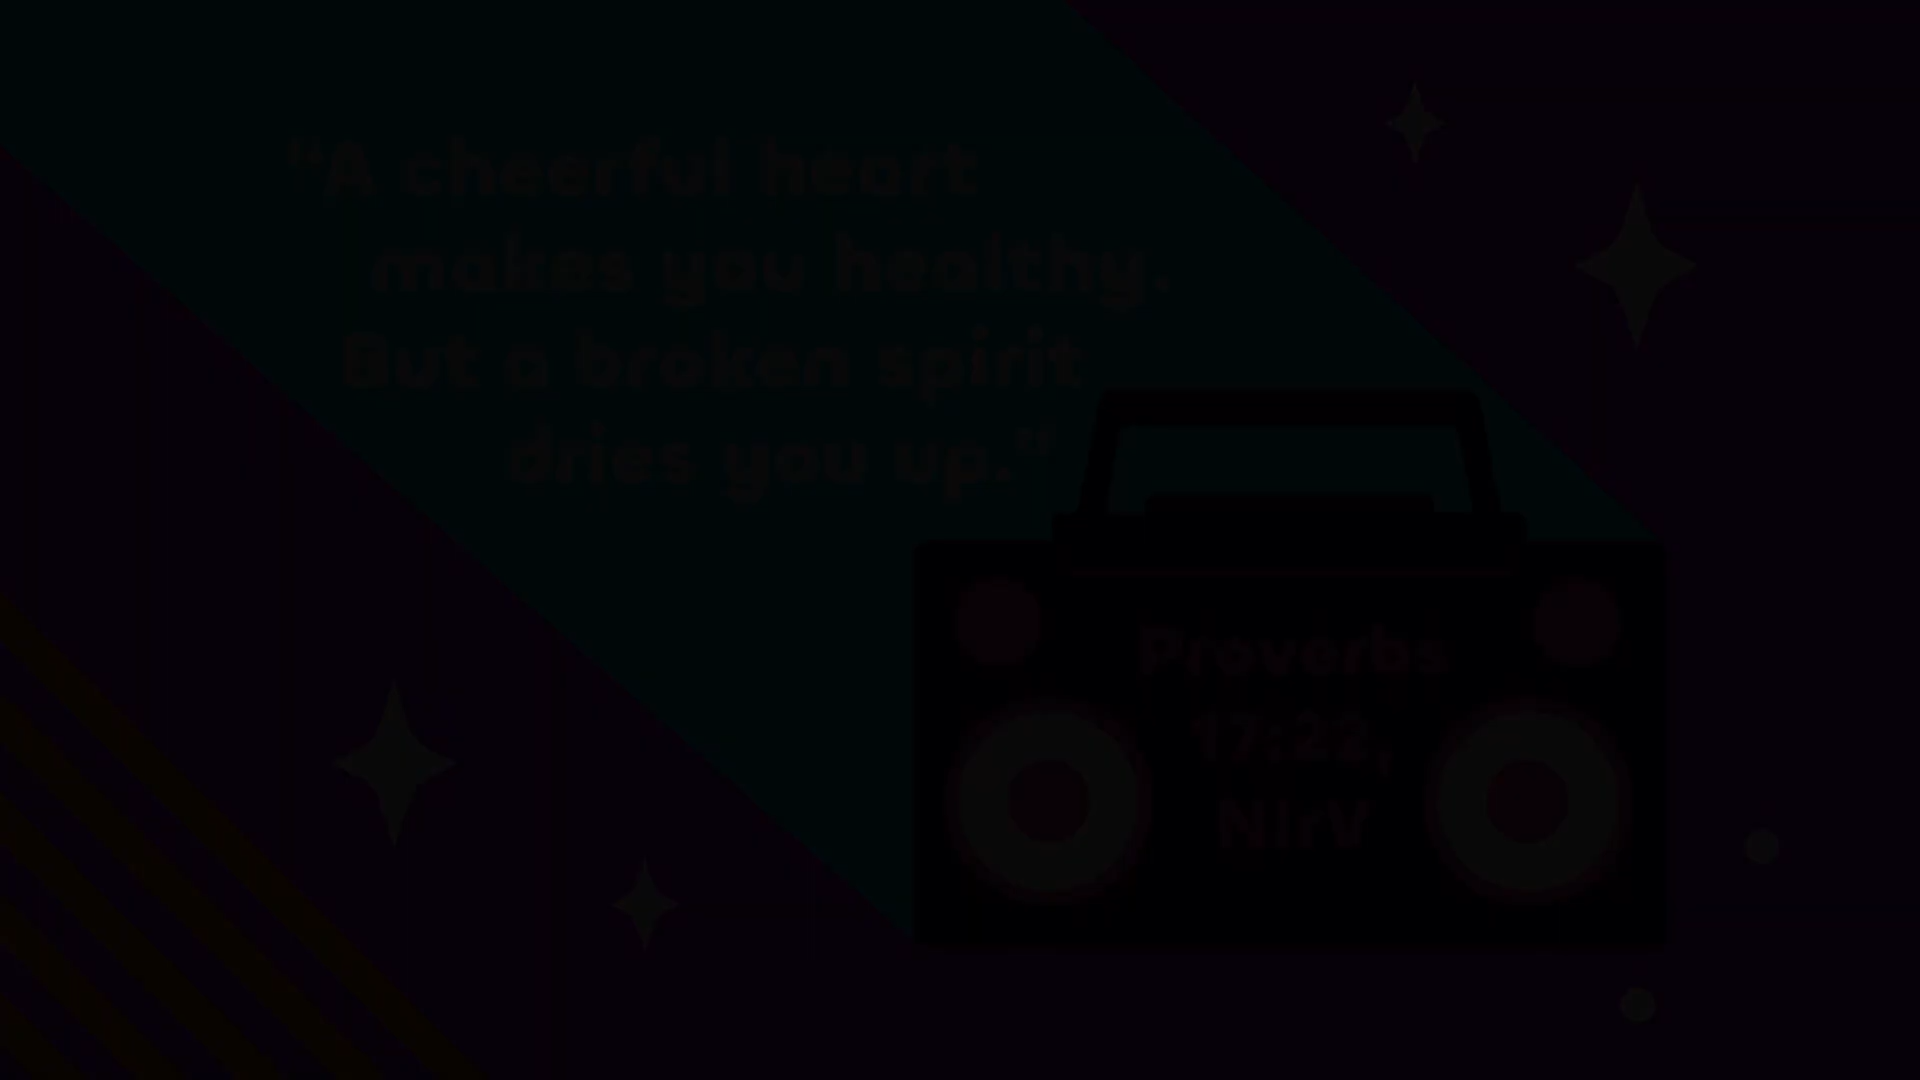 "A cheerful heart
makes you healthy.
But a broken spirit
dries you up."
Proverbs
17:22,
NIrV